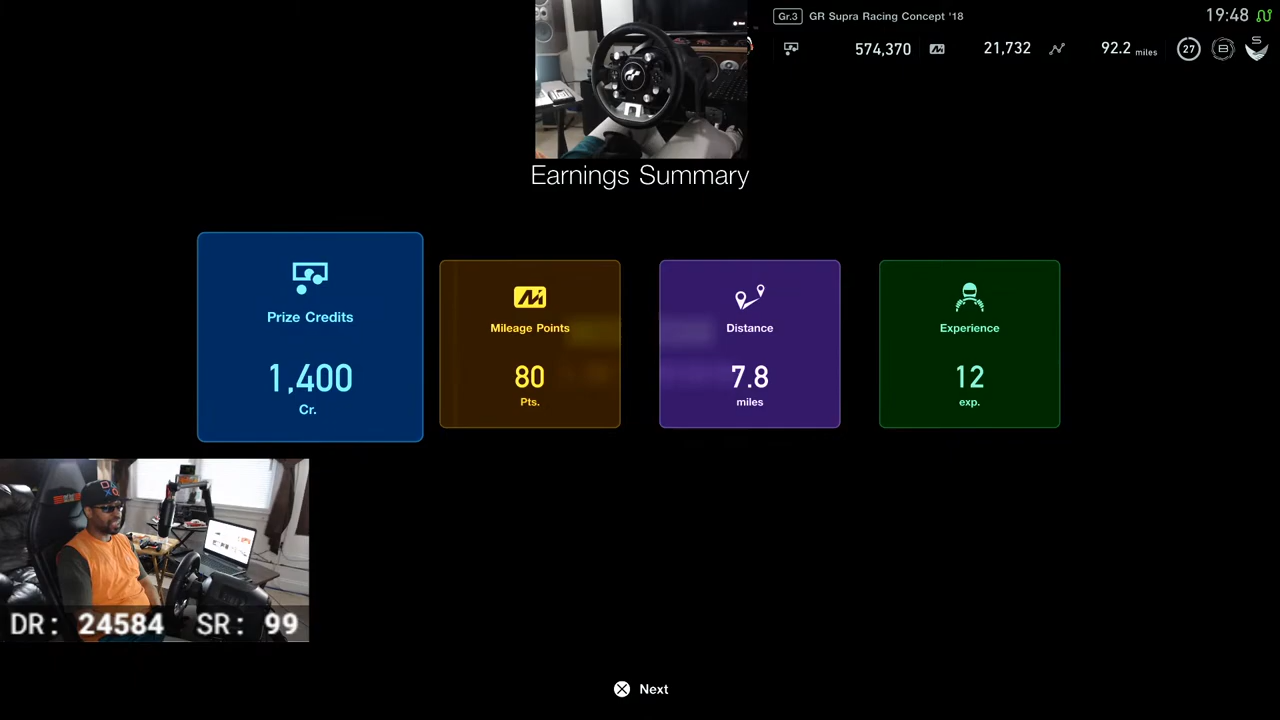 Gr.3 GR Supra Racing Concept '18 19:48
574,370 21,732 92.2 miles 27 B S
Earnings Summary
Prize Credits
1,400
Cr.
Mileage Points
80
Pts.
Distance
7.8
miles
Experience
12
exp.
DR: 24584 SR: 99
Next